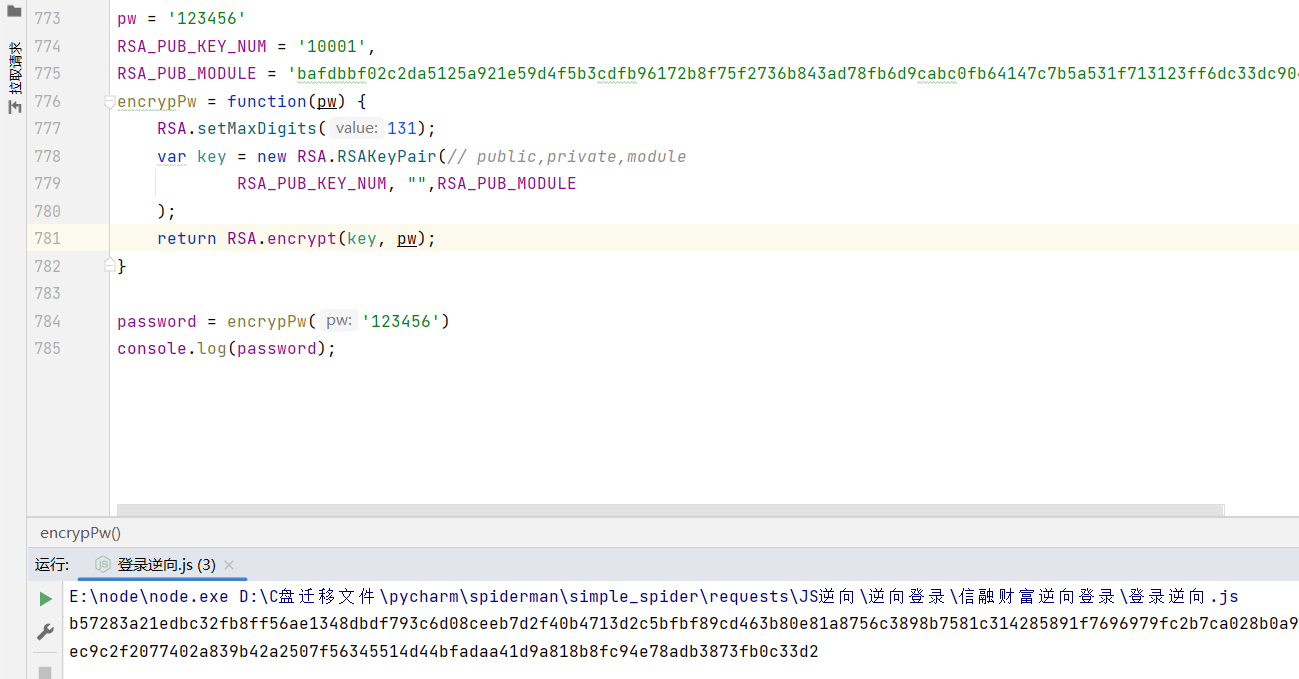 773 pw = '123456'
774 RSA_PUB_KEY_NUM = '10001',
775 RSA_PUB_MODULE = 'bafdbbf02c2da5125a921e59d4f5b3cdfb96172b8f75f2736b843ad78fb6d9cabc0fb64147c7b5a531f713123ff6dc33dc90
拉取请求
776 encrypPw = function(pw) {
777 RSA.setMaxDigits( value: 131);
778 var key = new RSA.RSAKeyPair(// public,private,module
779 RSA_PUB_KEY_NUM, "",RSA_PUB_MODULE
780 );
781 return RSA.encrypt(key, pw);
782 }
783
784 password = encrypPw( pw: '123456')
785 console.log(password);
encrypPw()
运行: 登录逆向.js (3)
E:\node\node.exe D:\C盘迁移文件\pycharm\spiderman\simple_spider\requests\JS逆向\逆向登录\信融财富逆向登录\登录逆向.js
b57283a21edbc32fb8ff56ae1348dbdf793c6d08ceeb7d2f40b4713d2c5bfbf89cd463b80e81a8756c3898b7581c314285891f7696979fc2b7ca028b0a9
ec9c2f2077402a839b42a2507f56345514d44bfadaa41d9a818b8fc94e78adb3873fb0c33d2